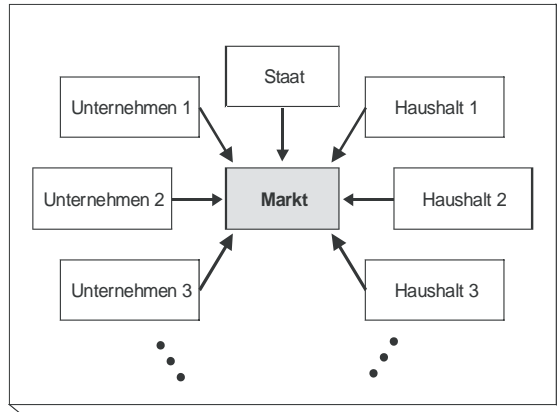 Staat
Unternehmen 1
Haushalt 1
Unternehmen 2
Markt
Haushalt 2
Unternehmen 3
Haushalt 3